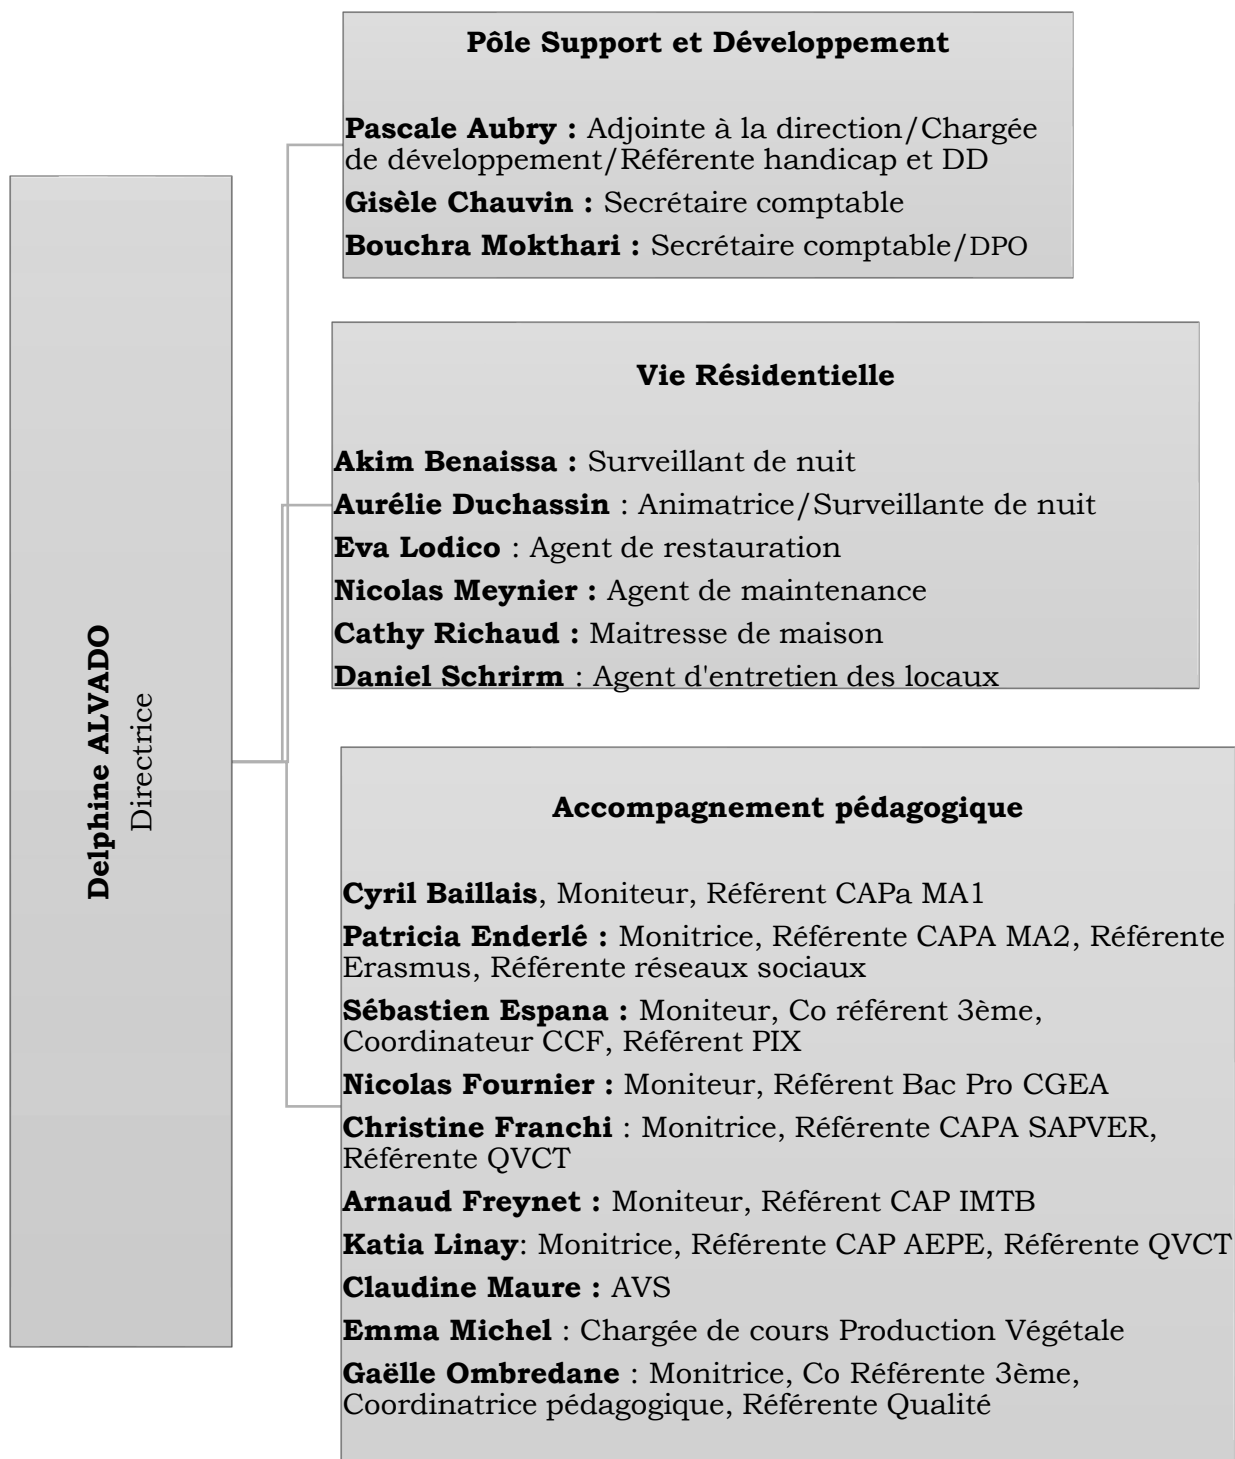 Pôle Support et Développement
Pascale Aubry : Adjointe à la direction/Chargée
de développement/Référente handicap et DD
Gisèle Chauvin : Secrétaire comptable
Bouchra Mokthari : Secrétaire comptable/DPO
Delphine ALVADO
Directrice
Vie Résidentielle
Akim Benaissa : Surveillant de nuit
Aurélie Duchassin : Animatrice/Surveillante de nuit
Eva Lodico : Agent de restauration
Nicolas Meynier : Agent de maintenance
Cathy Richaud : Maitresse de maison
Daniel Schrirm : Agent d'entretien des locaux
Accompagnement pédagogique
Cyril Baillais, Moniteur, Référent CAPa MA1
Patricia Enderlé : Monitrice, Référente CAPA MA2, Référente
Erasmus, Référente réseaux sociaux
Sébastien Espana : Moniteur, Co référent 3ème,
Coordinateur CCF, Référent PIX
Nicolas Fournier : Moniteur, Référent Bac Pro CGEA
Christine Franchi : Monitrice, Référente CAPA SAPVER,
Référente QVCT
Arnaud Freynet : Moniteur, Référent CAP IMTB
Katia Linay: Monitrice, Référente CAP AEPE, Référente QVCT
Claudine Maure : AVS
Emma Michel : Chargée de cours Production Végétale
Gaëlle Ombredane : Monitrice, Co Référente 3ème,
Coordinatrice pédagogique, Référente Qualité